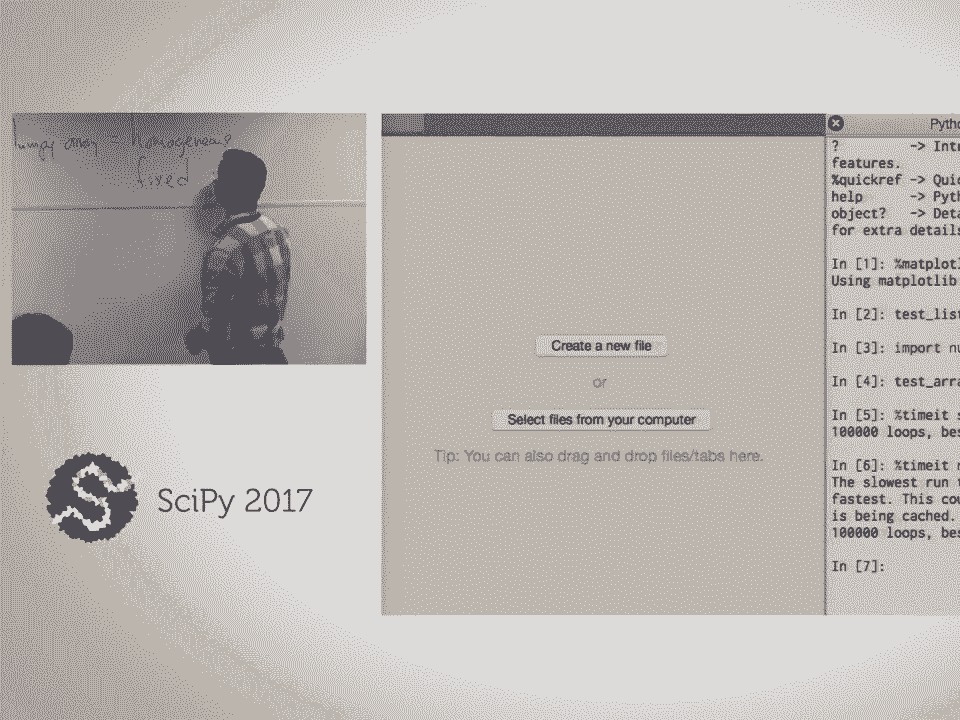 numpy array = homogeneous
fixed
SciPy 2017
Create a new file
or
Select files from your computer
Tip: You can also drag and drop files/tabs here.
Pytho
? -> Intr
features.
%quickref -> Quic
help -> Pyth
object? -> Deta
for extra details
In [1]: %matplotl
Using matplotlib
In [2]: test_list
In [3]: import nu
In [4]: test_arra
In [5]: %timeit s
100000 loops, bes
In [6]: %timeit n
The slowest run t
fastest. This cou
is being cached.
100000 loops, bes
In [7]: